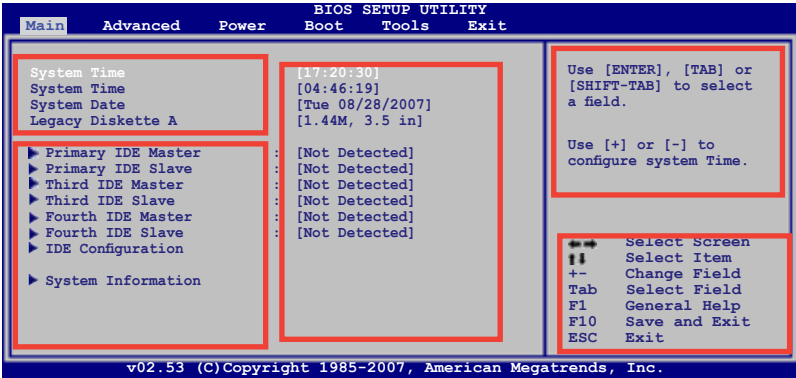 BIOS SETUP UTILITY
Main Advanced Power Boot Tools Exit
System Time [17:20:30]
System Time [04:46:19]
System Date [Tue 08/28/2007]
Legacy Diskette A [1.44M, 3.5 in]
Primary IDE Master : [Not Detected]
Primary IDE Slave : [Not Detected]
Third IDE Master : [Not Detected]
Third IDE Slave : [Not Detected]
Fourth IDE Master : [Not Detected]
Fourth IDE Slave : [Not Detected]
IDE Configuration
System Information
Use [ENTER], [TAB] or
[SHIFT-TAB] to select
a field.
Use [+] or [-] to
configure system Time.
Select Screen
Select Item
+- Change Field
Tab Select Field
F1 General Help
F10 Save and Exit
ESC Exit
v02.53 (C)Copyright 1985-2007, American Megatrends, Inc.